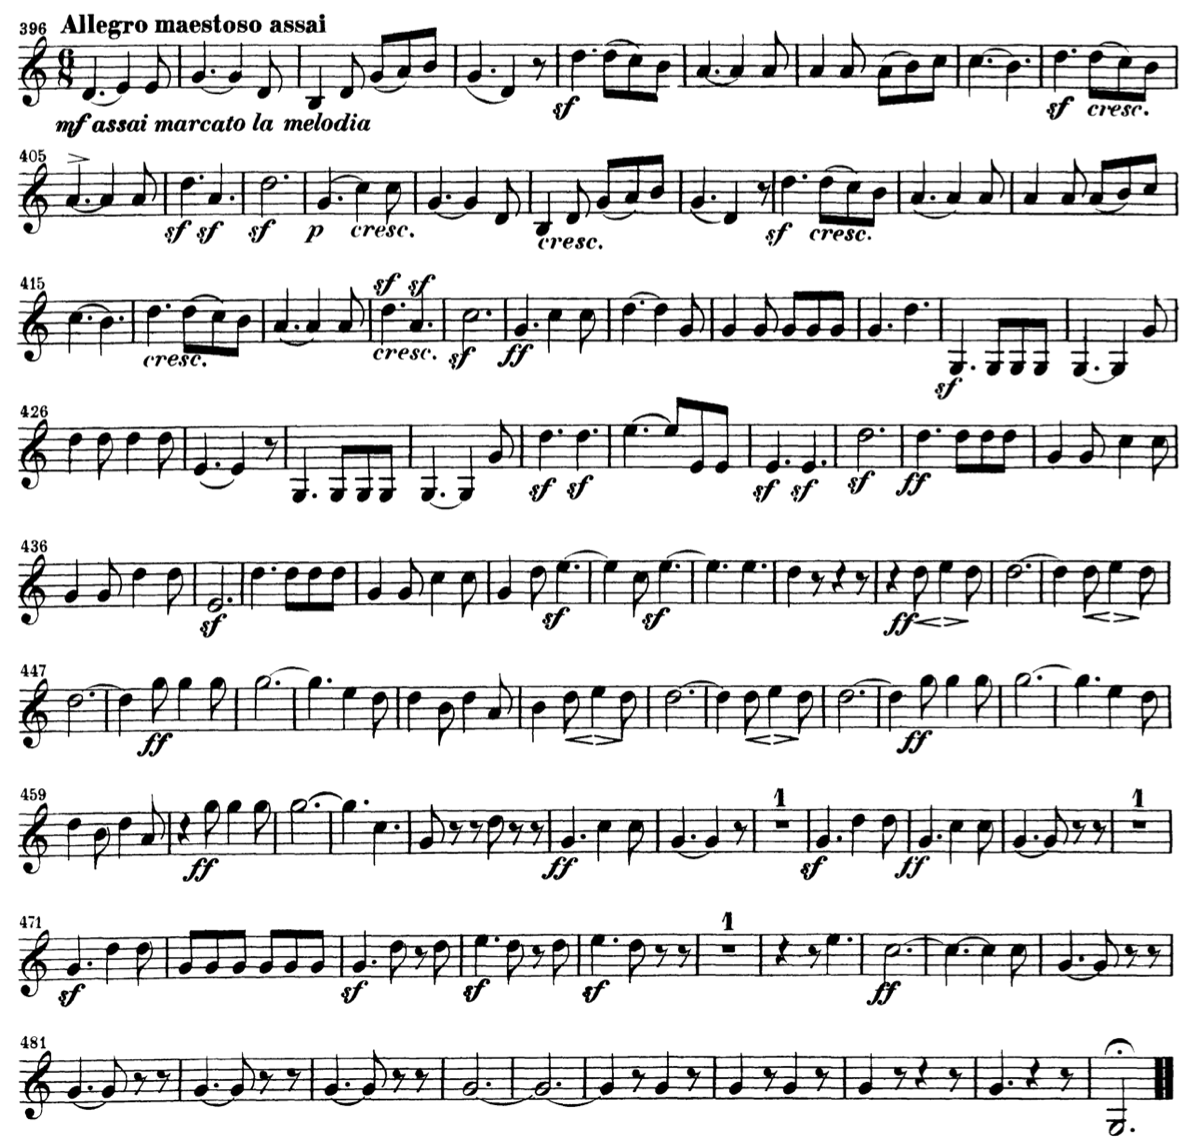 396 Allegro maestoso assai
6
8
sf sf cresc.
mf assai marcato la melodia
405
sf sf sf p cresc. cresc. sf cresc.
415
sf sf
cresc. cresc. sf ff sf
426
sf sf sf sf sf ff
436
sf sf sf ff
447
ff ff
459
1 1
ff ff sf ff
471
1
sf sf sf sf ff
481